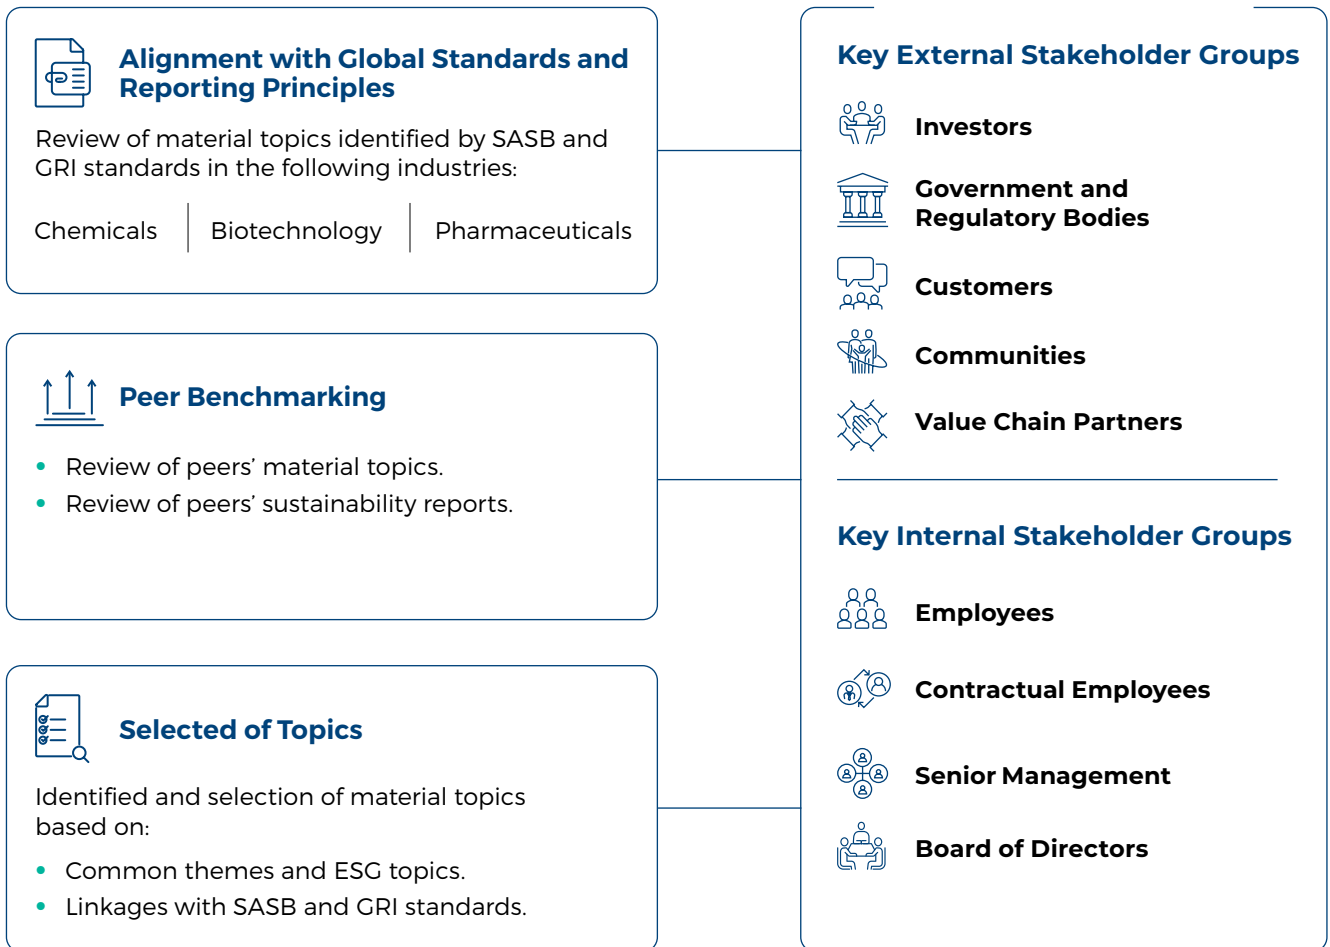 Alignment with Global Standards and
Reporting Principles
Review of material topics identified by SASB and
GRI standards in the following industries:
Chemicals
Biotechnology
Pharmaceuticals
Peer Benchmarking
• Review of peers’ material topics.
• Review of peers’ sustainability reports.
Selected of Topics
Identified and selection of material topics
based on:
• Common themes and ESG topics.
• Linkages with SASB and GRI standards.
Key External Stakeholder Groups
Investors
Government and
Regulatory Bodies
Customers
Communities
Value Chain Partners
Key Internal Stakeholder Groups
Employees
Contractual Employees
Senior Management
Board of Directors